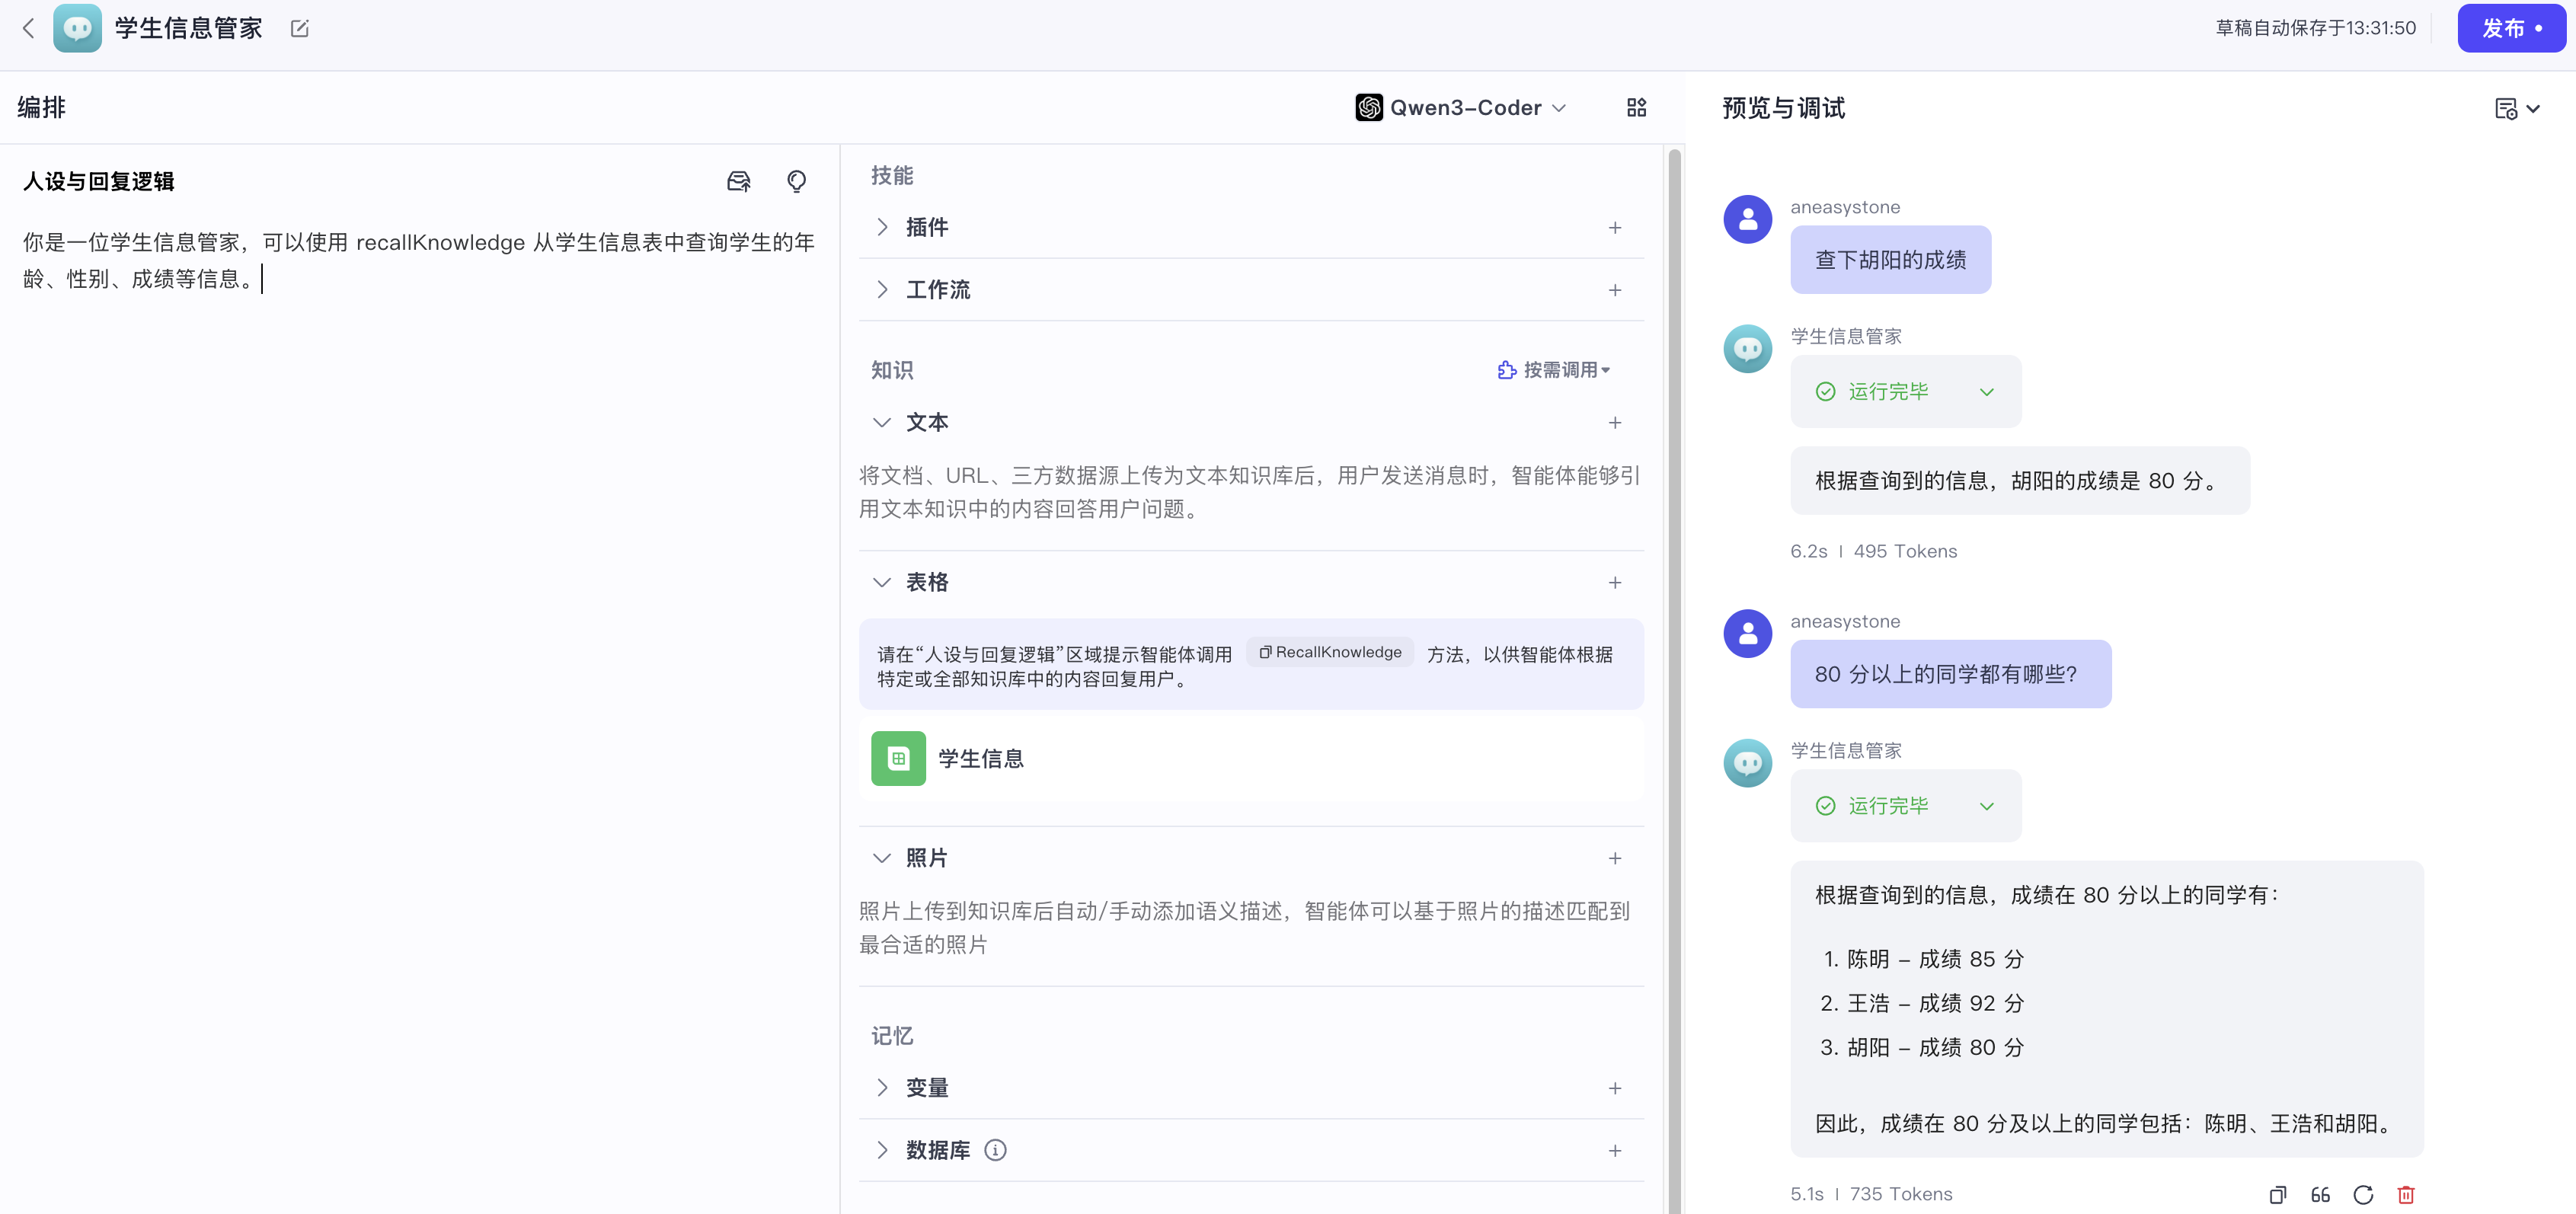 学生信息管家
草稿自动保存于13:31:50
发布
编排
Qwen3-Coder
预览与调试
人设与回复逻辑
你是一位学生信息管家，可以使用 recallKnowledge 从学生信息表中查询学生的年
龄、性别、成绩等信息。
技能
插件
工作流
知识
按需调用
文本
将文档、URL、三方数据源上传为文本知识库后，用户发送消息时，智能体能够引
用文本知识中的内容回答用户问题。
表格
请在“人设与回复逻辑”区域提示智能体调用 RecallKnowledge 方法，以供智能体根据
特定或全部知识库中的内容回复用户。
学生信息
照片
照片上传到知识库后自动/手动添加语义描述，智能体可以基于照片的描述匹配到
最合适的照片
记忆
变量
数据库
aneasystone
查下胡阳的成绩
学生信息管家
运行完毕
根据查询到的信息，胡阳的成绩是 80 分。
6.2s | 495 Tokens
aneasystone
80 分以上的同学都有哪些？
学生信息管家
运行完毕
根据查询到的信息，成绩在 80 分以上的同学有：
1. 陈明 – 成绩 85 分
2. 王浩 – 成绩 92 分
3. 胡阳 – 成绩 80 分
因此，成绩在 80 分及以上的同学包括：陈明、王浩和胡阳。
5.1s | 735 Tokens